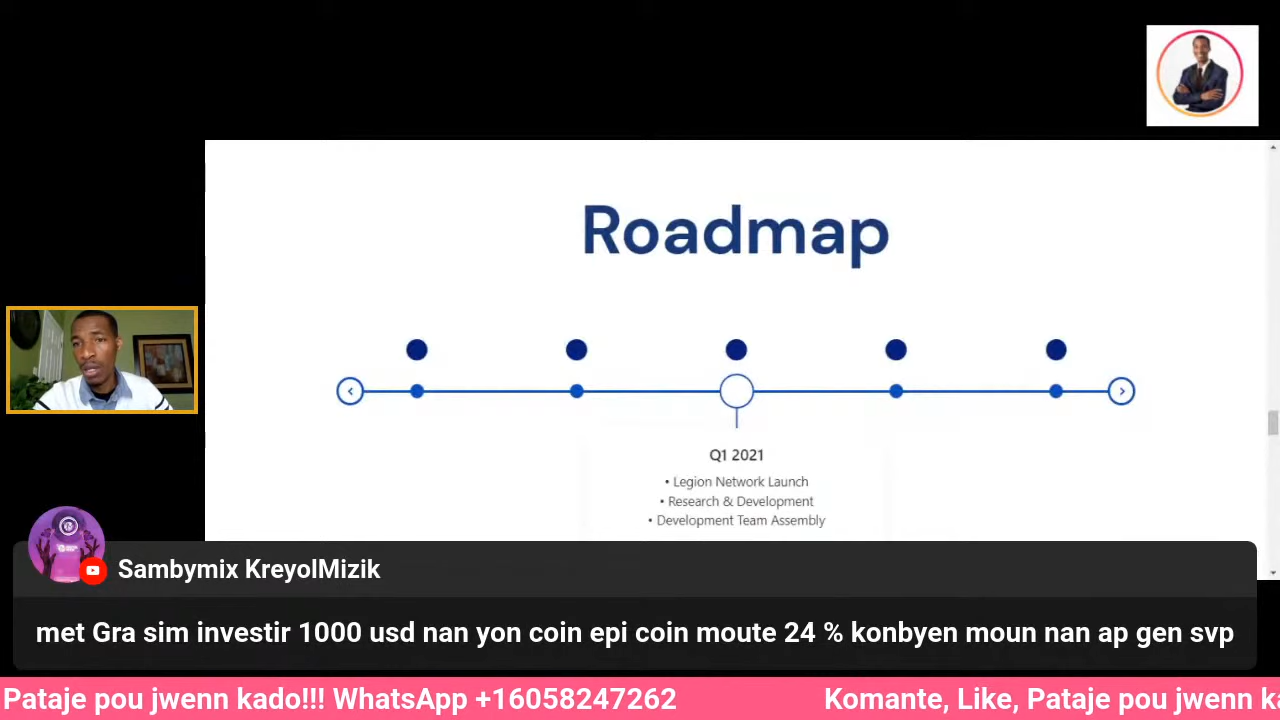 Roadmap
Q1 2021
• Legion Network Launch
• Research & Development
• Development Team Assembly
Sambymix KreyolMizik
met Gra sim investir 1000 usd nan yon coin epi coin moute 24 % konbyen moun nan ap gen svp
Pataje pou jwenn kado!!! WhatsApp +16058247262 Komante, Like, Pataje pou jwenn ka